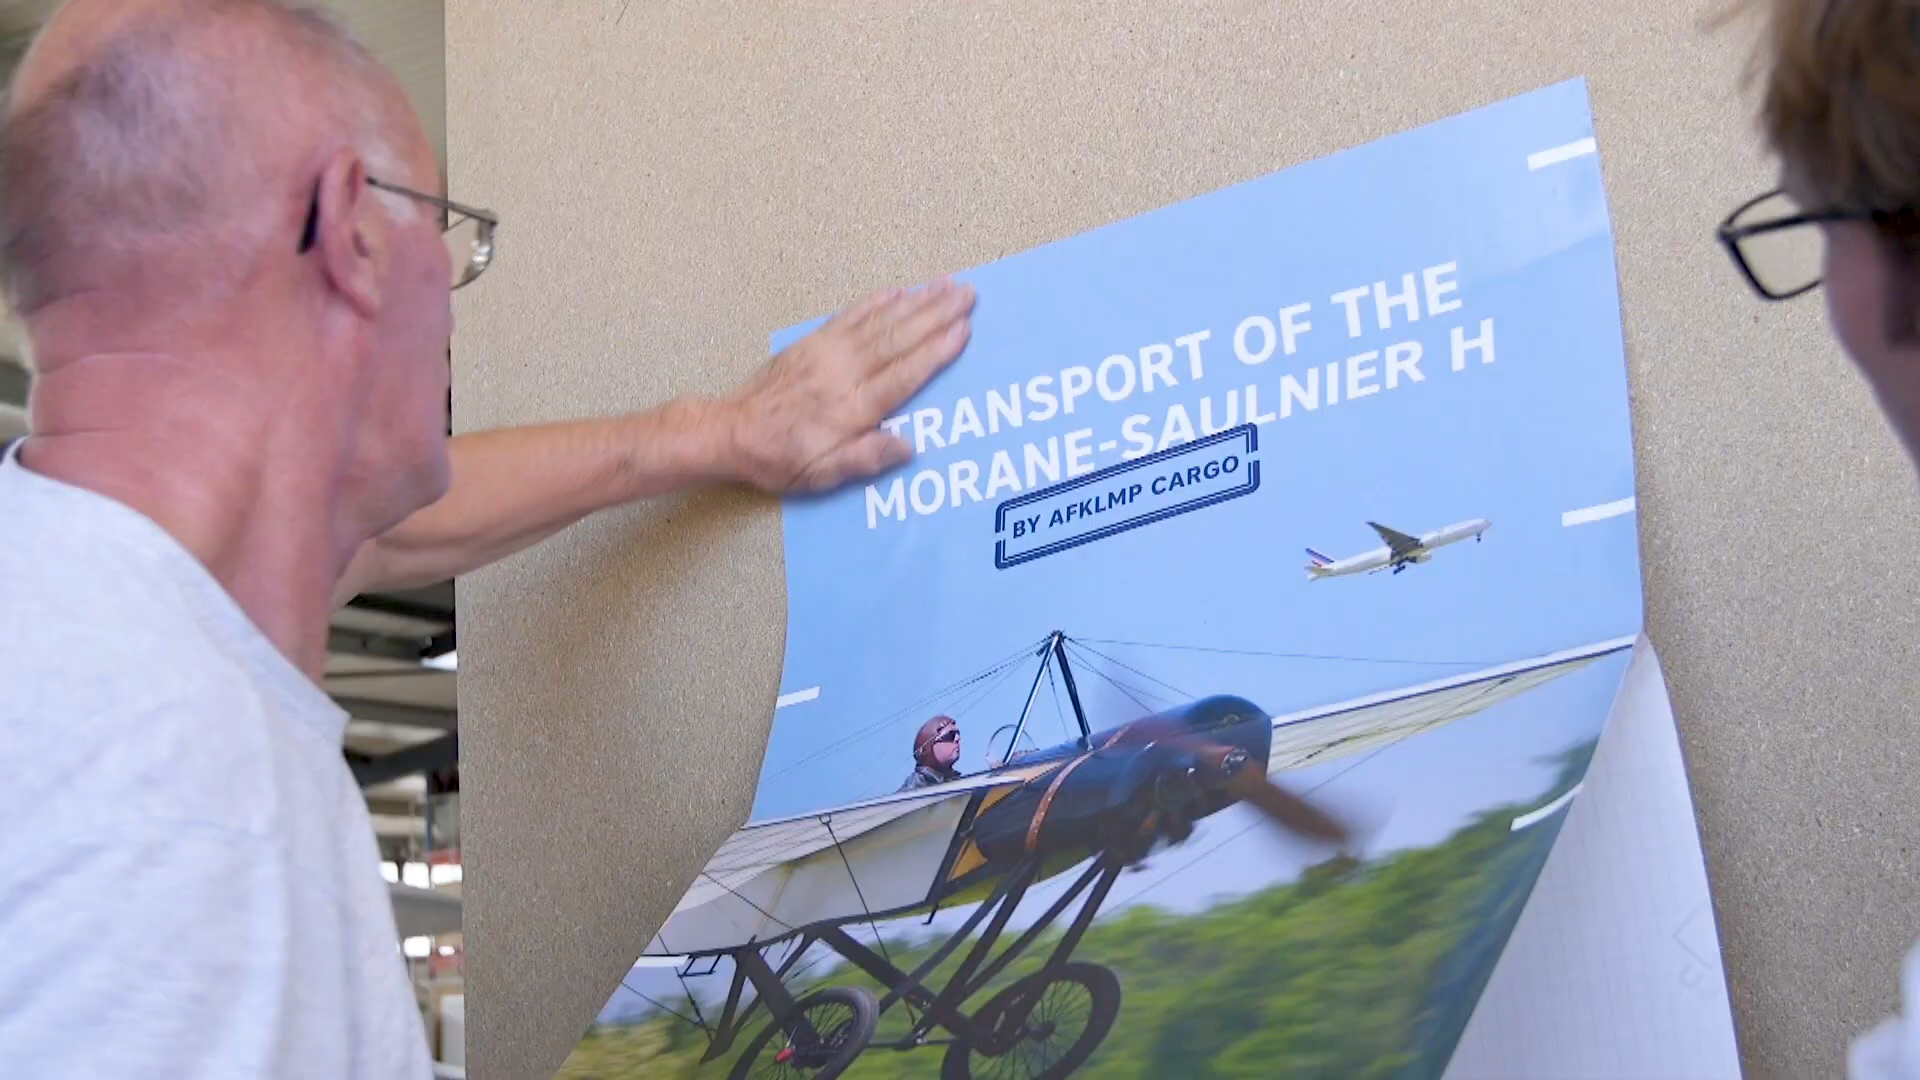 TRANSPORT OF THE
MORANE-SAULNIER H
BY AFKLMP CARGO